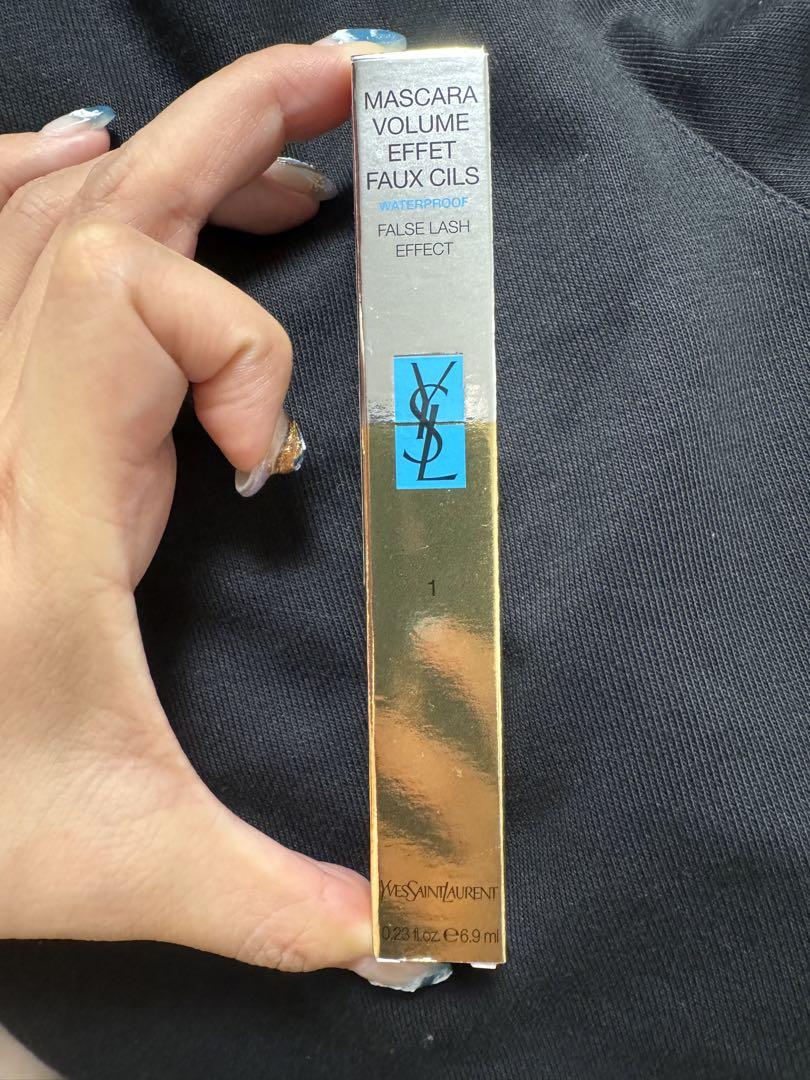 MASCARA
VOLUME
EFFET
FAUX CILS
WATERPROOF
FALSE LASH
EFFECT
YSL
1
YVESSAINTLAURENT
0.23 fl.oz. ℮6.9 ml